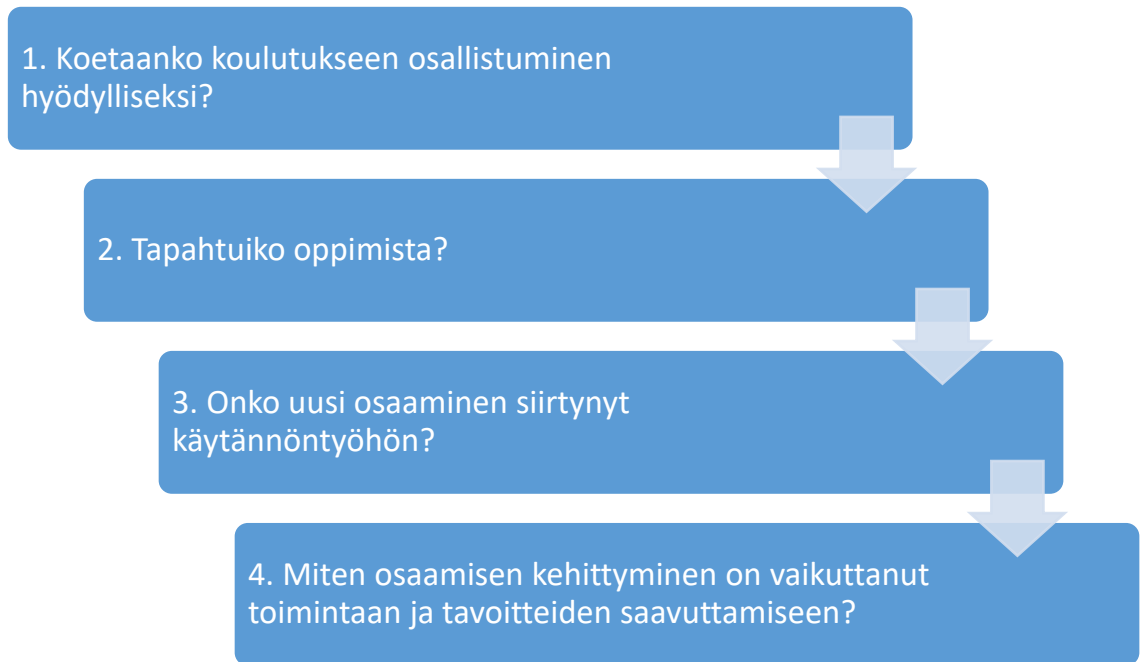 1. Koetaanko koulutukseen osallistuminen
hyödylliseksi?
2. Tapahtuiko oppimista?
3. Onko uusi osaaminen siirtynyt
käytännöntyöhön?
4. Miten osaamisen kehittyminen on vaikuttanut
toimintaan ja tavoitteiden saavuttamiseen?